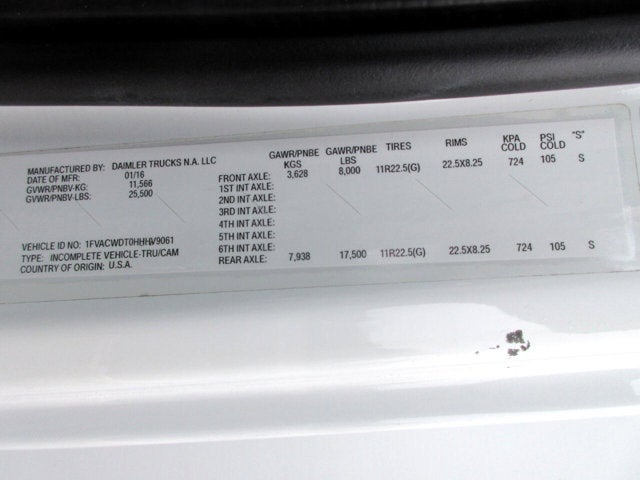 GAWR/PNBE KGS GAWR/PNBE LBS TIRES RIMS KPA COLD PSI COLD "S"
MANUFACTURED BY: DAIMLER TRUCKS N.A. LLC FRONT AXLE: 3,628 8,000 11R22.5(G) 22.5X8.25 724 105 S
DATE OF MFR: 01/16 1ST INT AXLE:
GVWR/PNBV-KG: 11,566 2ND INT AXLE:
GVWR/PNBV-LBS: 25,500 3RD INT AXLE:
4TH INT AXLE:
VEHICLE ID NO: 1FVACWDT0HHHV9061 5TH INT AXLE:
TYPE: INCOMPLETE VEHICLE-TRU/CAM 6TH INT AXLE:
COUNTRY OF ORIGIN: U.S.A. REAR AXLE: 7,938 17,500 11R22.5(G) 22.5X8.25 724 105 S